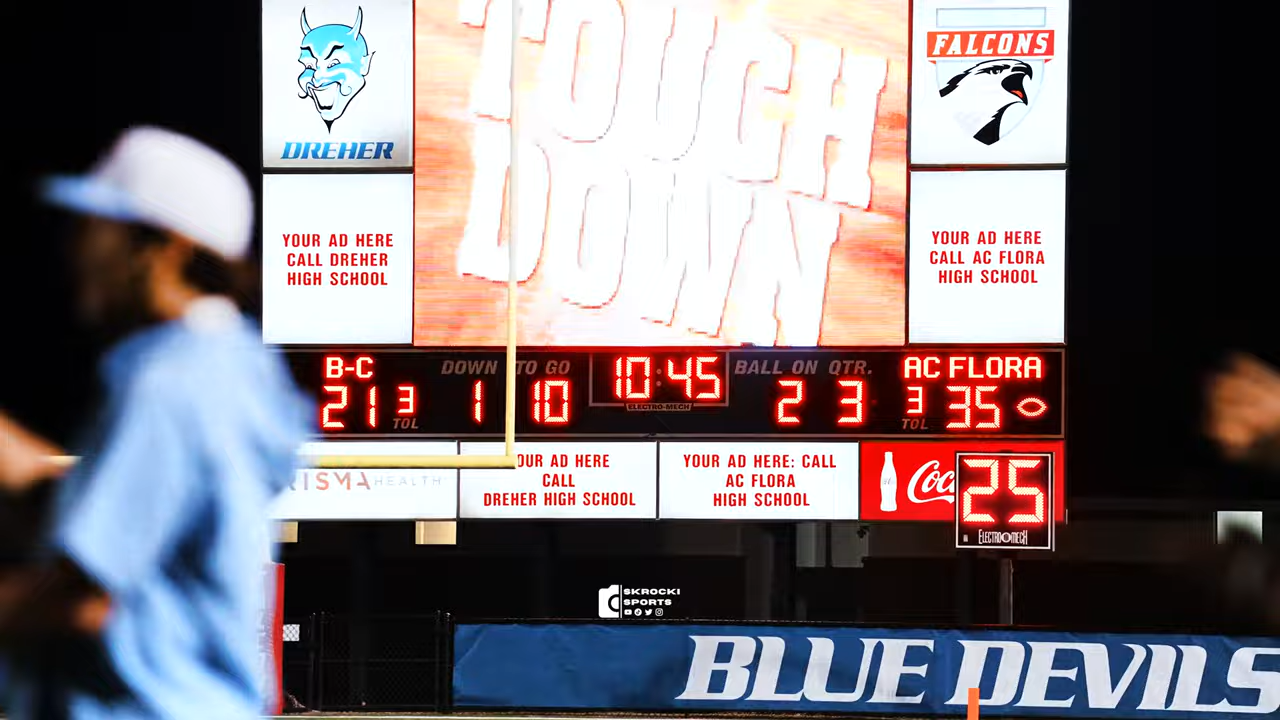 TOUCH
DOWN
DREHER
FALCONS
YOUR AD HERE
CALL DREHER
HIGH SCHOOL
YOUR AD HERE
CALL AC FLORA
HIGH SCHOOL
B-C
DOWN TO GO
10:45
BALL ON QTR.
AC FLORA
21 3
1 10
2 3
3 35
TOL
ELECTRO-MECH
TOL
RISMA HEALTH
OUR AD HERE
CALL
DREHER HIGH SCHOOL
YOUR AD HERE: CALL
AC FLORA
HIGH SCHOOL
Coc
25
ELECTRO-MECH
SKROCKI
SPORTS
BLUE DEVILS